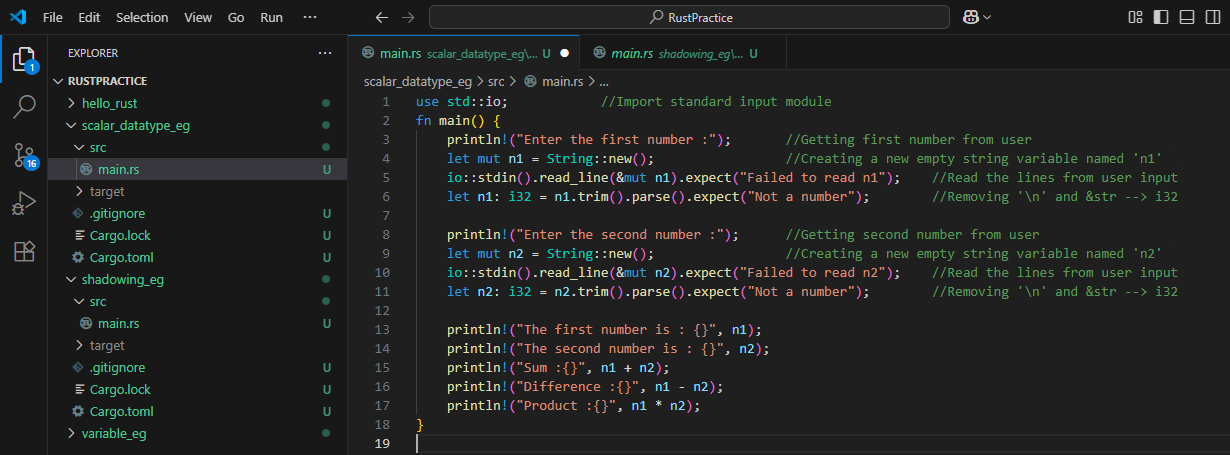 File Edit Selection View Go Run ···
RustPractice
EXPLORER ···
RUSTPRACTICE
hello_rust
scalar_datatype_eg
src
main.rs U
target
.gitignore U
Cargo.lock U
Cargo.toml U
shadowing_eg
src
main.rs U
target
.gitignore U
Cargo.lock U
Cargo.toml U
variable_eg
1
16
main.rs scalar_datatype_eg\... U
main.rs shadowing_eg\... U
scalar_datatype_eg > src > main.rs > ...
1 use std::io; //Import standard input module
2 fn main() {
3 println!("Enter the first number :"); //Getting first number from user
4 let mut n1 = String::new(); //Creating a new empty string variable named 'n1'
5 io::stdin().read_line(&mut n1).expect("Failed to read n1"); //Read the lines from user input
6 let n1: i32 = n1.trim().parse().expect("Not a number"); //Removing '\n' and &str --> i32
7
8 println!("Enter the second number :"); //Getting second number from user
9 let mut n2 = String::new(); //Creating a new empty string variable named 'n2'
10 io::stdin().read_line(&mut n2).expect("Failed to read n2"); //Read the lines from user input
11 let n2: i32 = n2.trim().parse().expect("Not a number"); //Removing '\n' and &str --> i32
12
13 println!("The first number is : {}", n1);
14 println!("The second number is : {}", n2);
15 println!("Sum :{}", n1 + n2);
16 println!("Difference :{}", n1 - n2);
17 println!("Product :{}", n1 * n2);
18 }
19